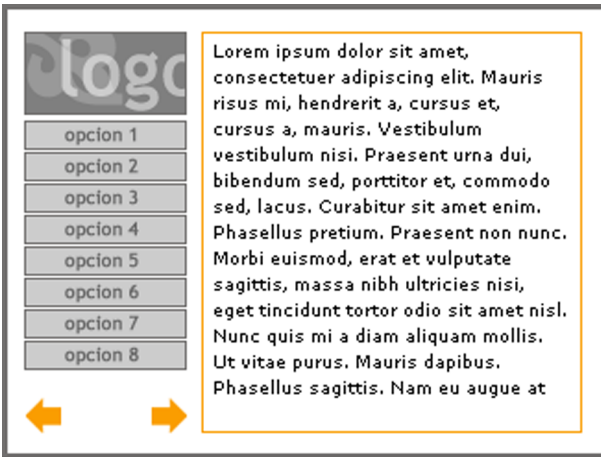 logo
opcion 1
opcion 2
opcion 3
opcion 4
opcion 5
opcion 6
opcion 7
opcion 8
Lorem ipsum dolor sit amet,
consectetuer adipiscing elit. Mauris
risus mi, hendrerit a, cursus et,
cursus a, mauris. Vestibulum
vestibulum nisi. Praesent urna dui,
bibendum sed, porttitor et, commodo
sed, lacus. Curabitur sit amet enim.
Phasellus pretium. Praesent non nunc.
Morbi euismod, erat et vulputate
sagittis, massa nibh ultricies nisi,
eget tincidunt tortor odio sit amet nisl.
Nunc quis mi a diam aliquam mollis.
Ut vitae purus. Mauris dapibus.
Phasellus sagittis. Nam eu augue at